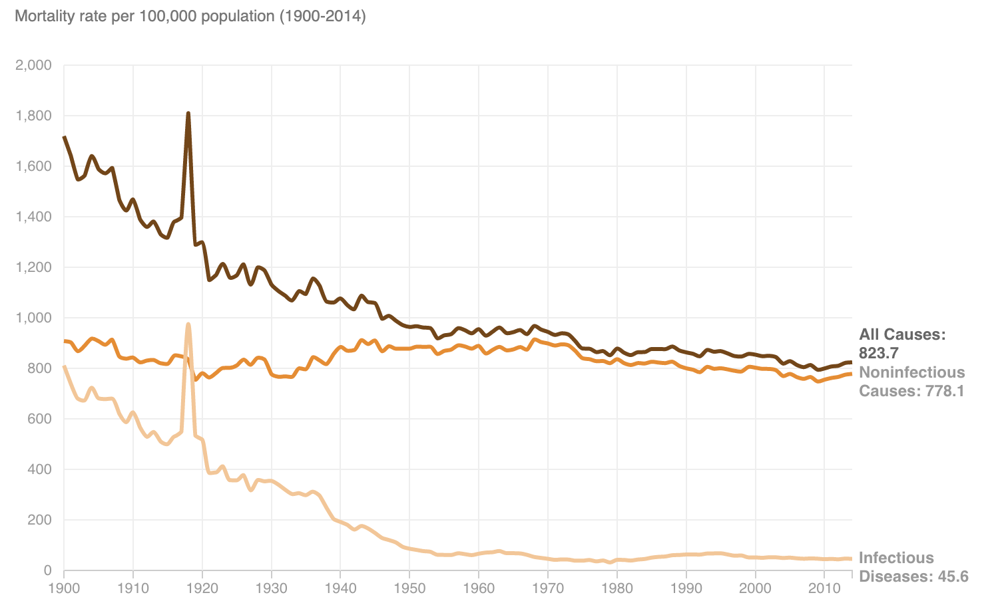 Mortality rate per 100,000 population (1900-2014)
2,000
1,800
1,600
1,400
1,200
1,000
800
600
400
200
0
1900 1910 1920 1930 1940 1950 1960 1970 1980 1990 2000 2010
All Causes:
823.7
Noninfectious
Causes: 778.1
Infectious
Diseases: 45.6